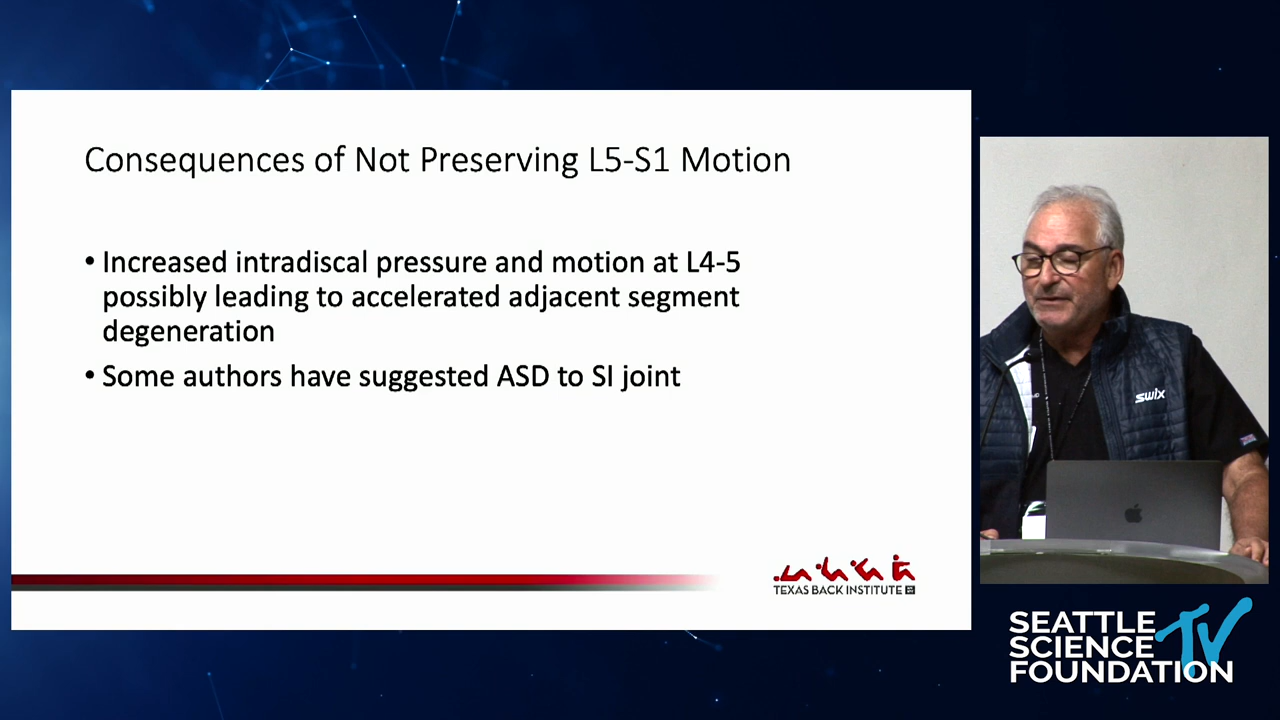 Consequences of Not Preserving L5-S1 Motion
• Increased intradiscal pressure and motion at L4-5
possibly leading to accelerated adjacent segment
degeneration
• Some authors have suggested ASD to SI joint
TEXAS BACK INSTITUTE
swix
SEATTLE
SCIENCE
FOUNDATION
TV